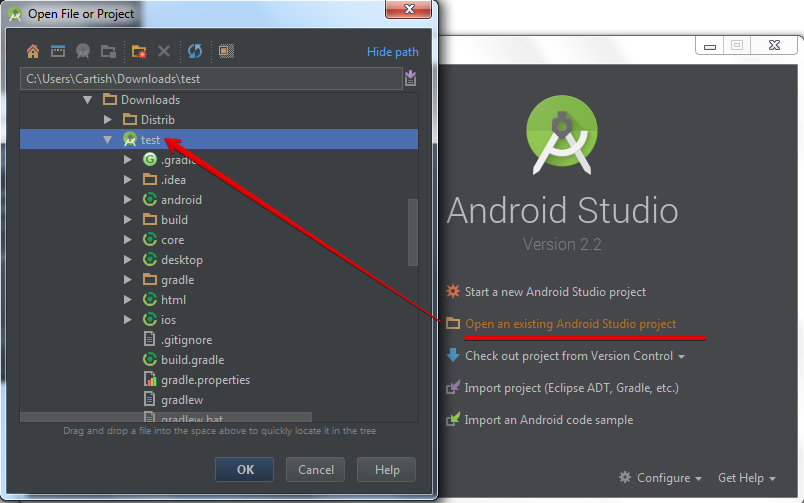 Open File or Project
Hide path
C:\Users\Cartish\Downloads\test
Downloads
Distrib
test
.gradle
.idea
android
build
core
desktop
gradle
html
ios
.gitignore
build.gradle
gradle.properties
gradlew
gradlew.bat
Drag and drop a file into the space above to quickly locate it in the tree
OK
Cancel
Help
Android Studio
Version 2.2
Start a new Android Studio project
Open an existing Android Studio project
Check out project from Version Control
Import project (Eclipse ADT, Gradle, etc.)
Import an Android code sample
Configure
Get Help